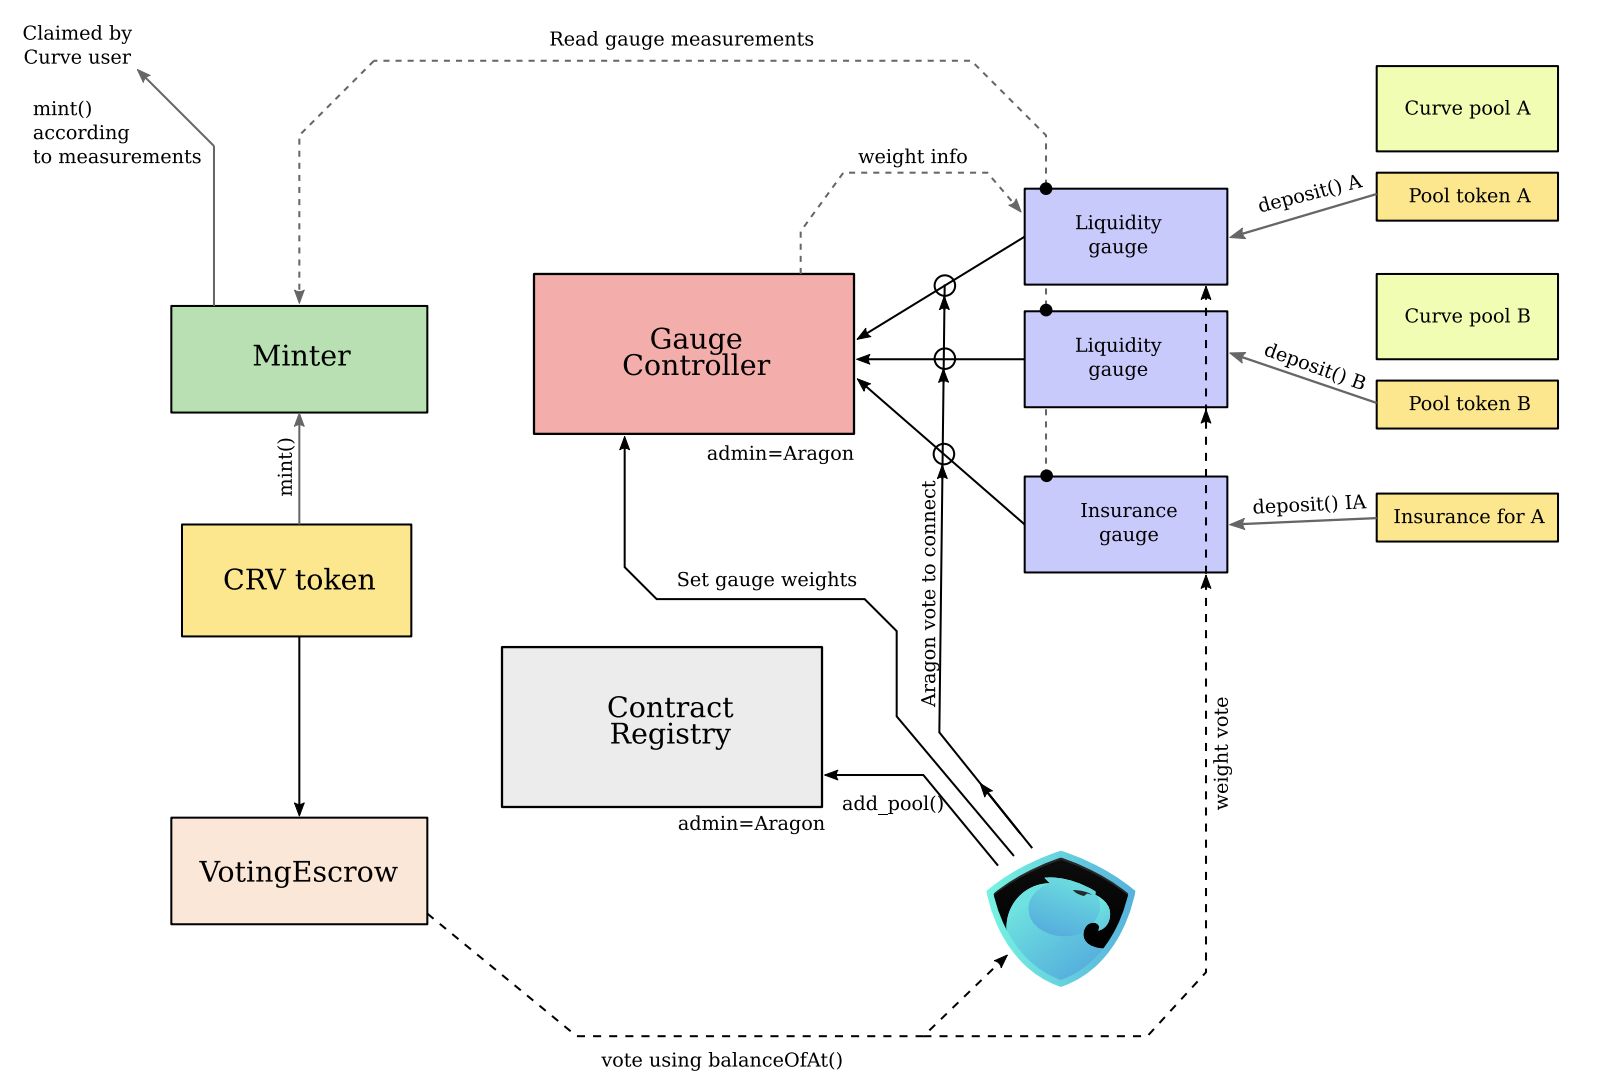 Claimed by
Curve user
mint()
according
to measurements
Read gauge measurements
weight info
Minter
mint()
CRV token
VotingEscrow
vote using balanceOfAt()
Gauge
Controller
admin=Aragon
Set gauge weights
Contract
Registry
admin=Aragon
add_pool()
Aragon vote to connect
weight vote
Liquidity
gauge
Liquidity
gauge
Insurance
gauge
deposit() A
deposit() B
deposit() IA
Curve pool A
Pool token A
Curve pool B
Pool token B
Insurance for A